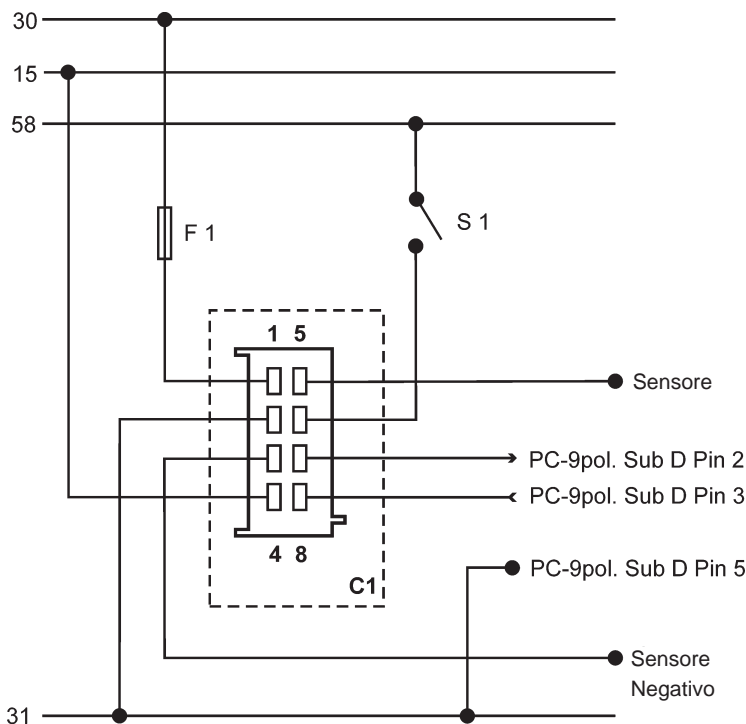 30
15
58
S 1
F 1
1 5
Sensore
PC-9pol. Sub D Pin 2
PC-9pol. Sub D Pin 3
4 8
PC-9pol. Sub D Pin 5
C1
Sensore
Negativo
31